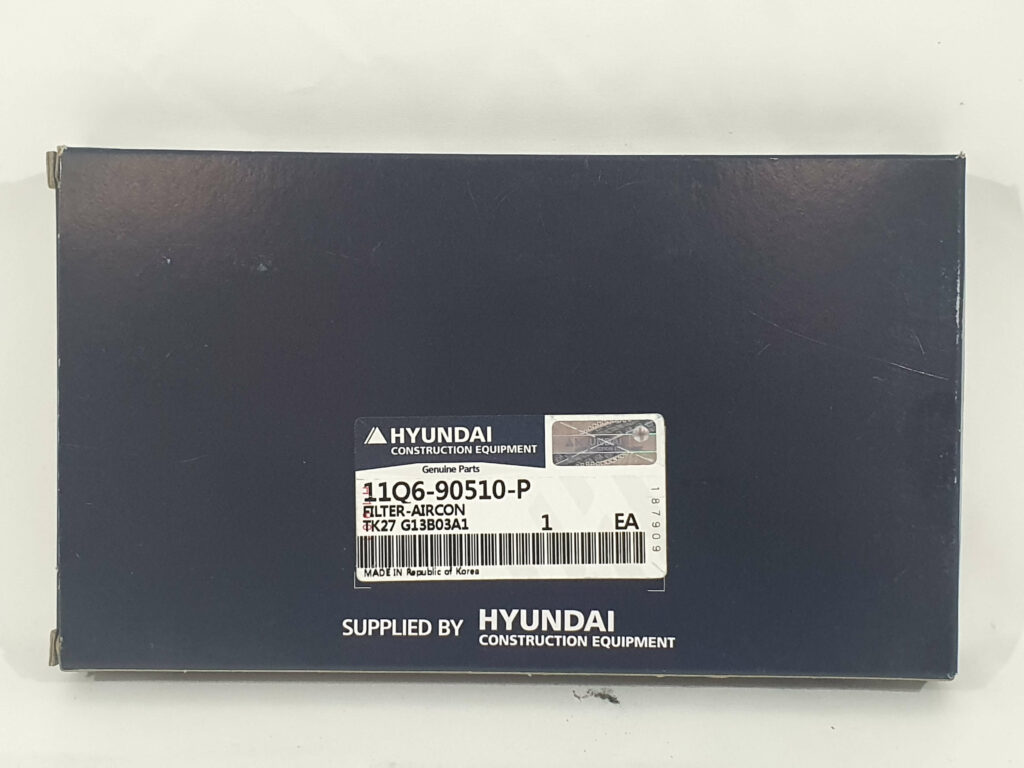 HYUNDAI
CONSTRUCTION EQUIPMENT
Genuine Parts
11Q6-90510-P
FILTER-AIRCON
TK27 G13B03A1 1 EA
187909
MADE IN Republic of Korea
SUPPLIED BY HYUNDAI
CONSTRUCTION EQUIPMENT